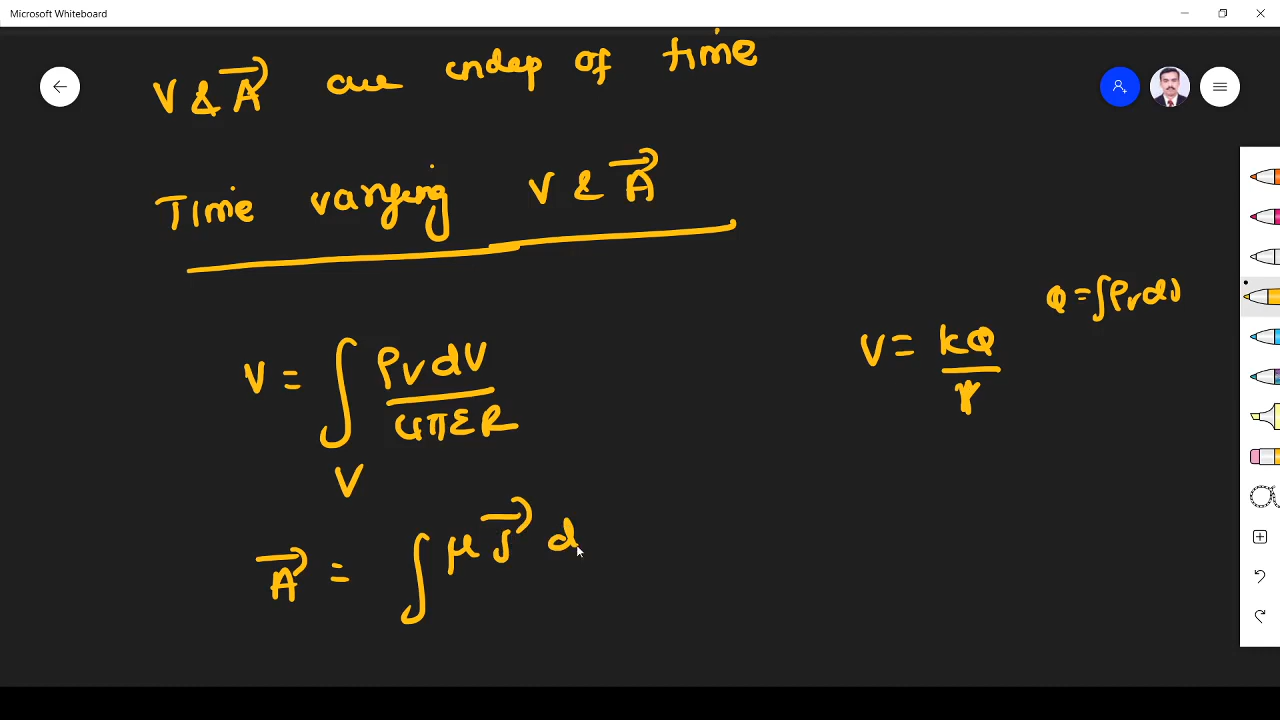 Microsoft Whiteboard
V & A⃗ are indep of time
Time varying V & A⃗
Q = ∫ρv dv
V = kQ/r
V = ∫V ρv dV / 4πεR
A⃗ = ∫ μ J⃗ d